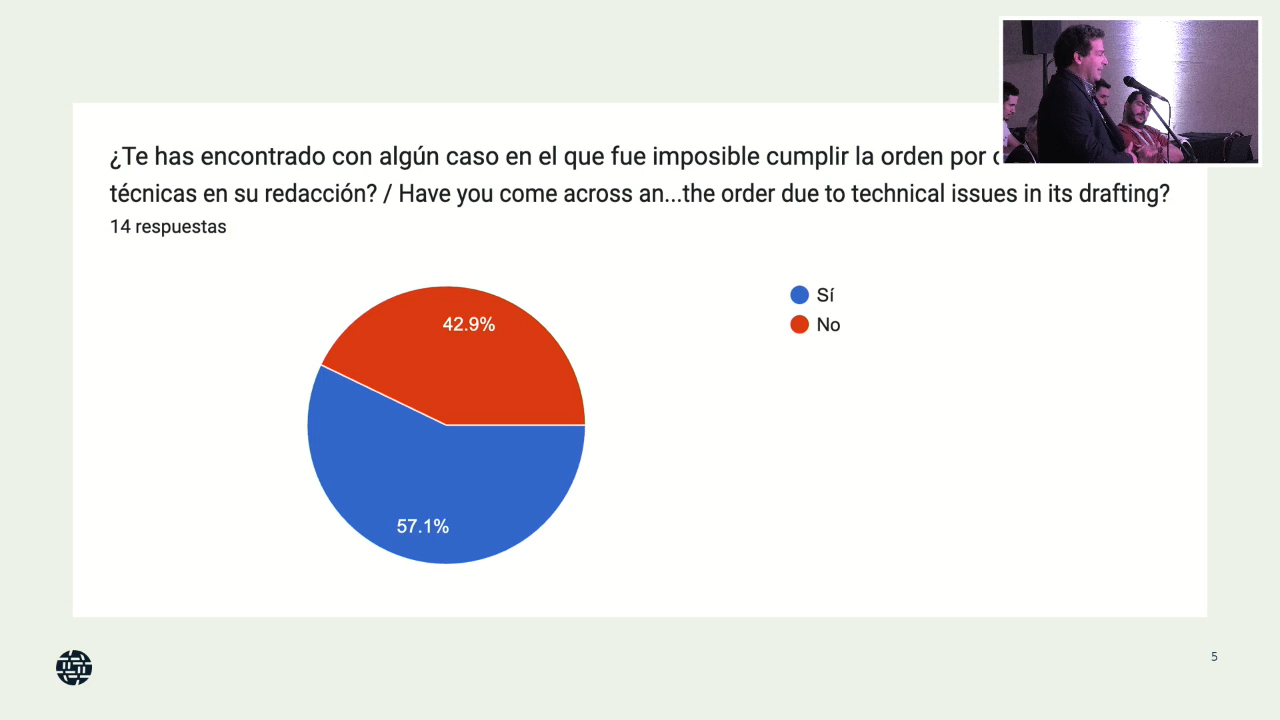 ¿Te has encontrado con algún caso en el que fue imposible cumplir la orden por
técnicas en su redacción? / Have you come across an...the order due to technical issues in its drafting?
14 respuestas
Sí
No
42.9%
57.1%
5